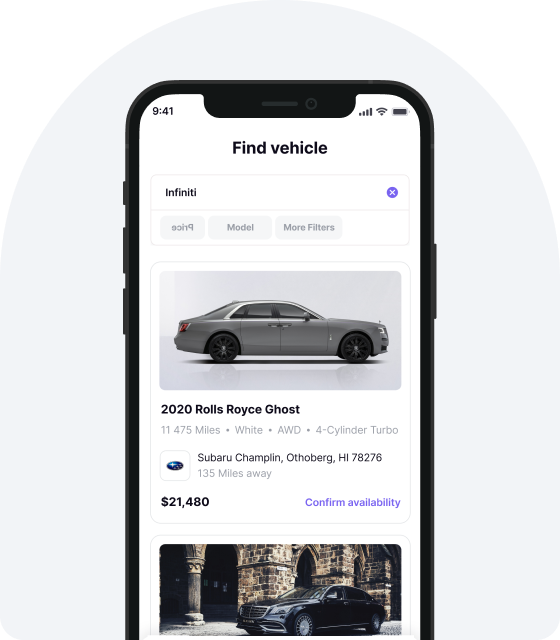 9:41
Find vehicle
Infiniti
Price Model More Filters
2020 Rolls Royce Ghost
11 475 Miles • White • AWD • 4-Cylinder Turbo
Subaru Champlin, Othoberg, HI 78276
135 Miles away
$21,480 Confirm availability